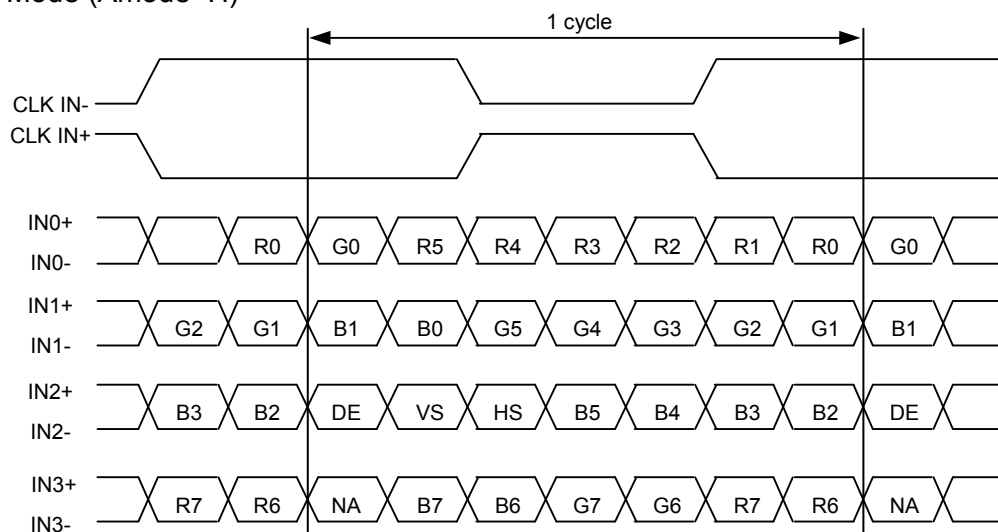 1 cycle
CLK IN-
CLK IN+
IN0+
R0 G0 R5 R4 R3 R2 R1 R0 G0
IN0-
IN1+
G2 G1 B1 B0 G5 G4 G3 G2 G1 B1
IN1-
IN2+
B3 B2 DE VS HS B5 B4 B3 B2 DE
IN2-
IN3+
R7 R6 NA B7 B6 G7 G6 R7 R6 NA
IN3-